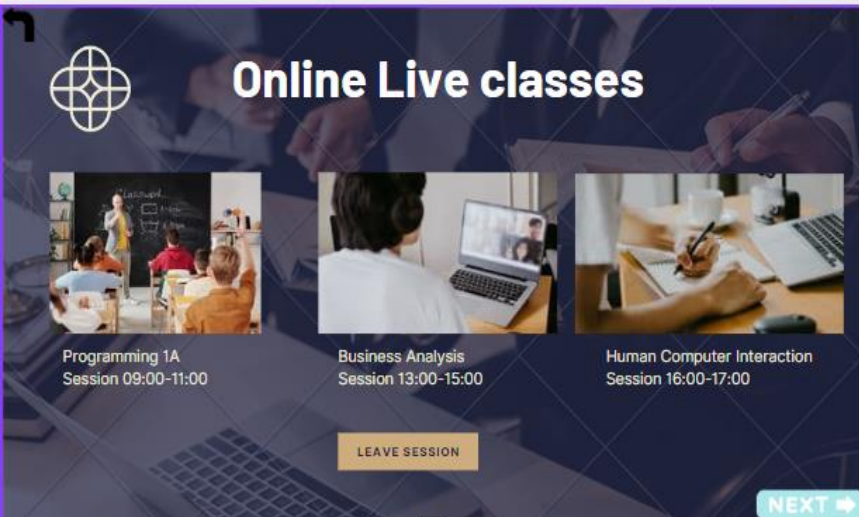 Online Live classes
Classwork
Programming 1A
Session 09:00-11:00
Business Analysis
Session 13:00-15:00
Human Computer Interaction
Session 16:00-17:00
LEAVE SESSION
NEXT